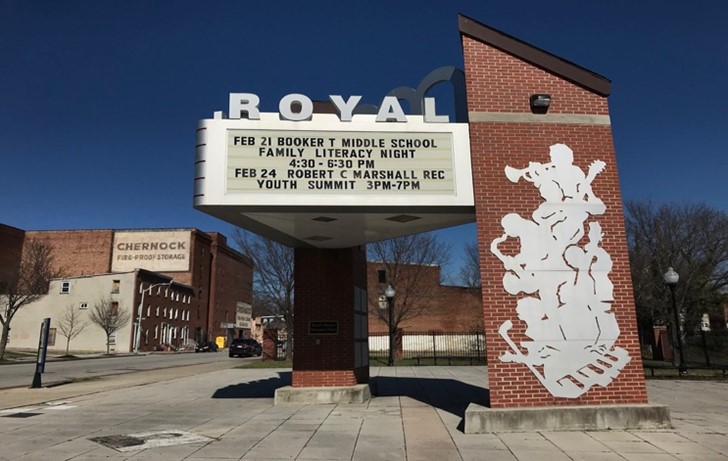 ROYAL
FEB 21 BOOKER T MIDDLE SCHOOL
FAMILY LITERACY NIGHT
4:30 - 6:30 PM
FEB 24 ROBERT C MARSHALL REC
YOUTH SUMMIT 3PM-7PM
CHERNOCK
FIRE-PROOF STORAGE